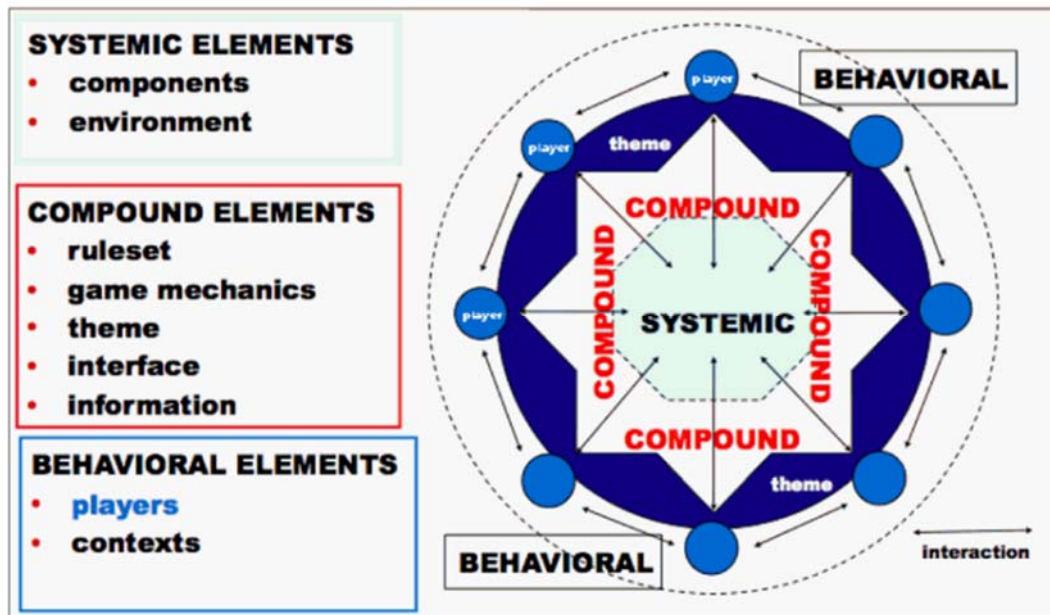 SYSTEMIC ELEMENTS
• components
• environment
COMPOUND ELEMENTS
• ruleset
• game mechanics
• theme
• interface
• information
BEHAVIORAL ELEMENTS
• players
• contexts
player
BEHAVIORAL
player
theme
COMPOUND
COMPOUND
COMPOUND
player
SYSTEMIC
COMPOUND
theme
BEHAVIORAL
interaction